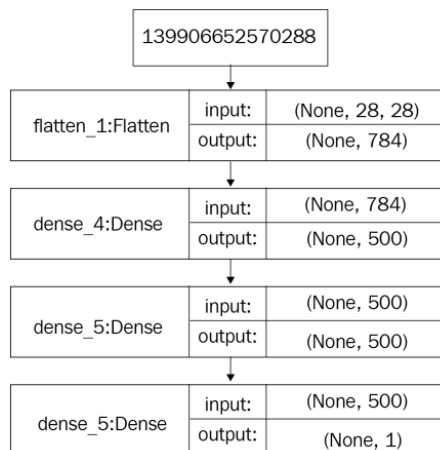 139906652570288
flatten_1:Flatten
input:
(None, 28, 28)
output:
(None, 784)
dense_4:Dense
input:
(None, 784)
output:
(None, 500)
dense_5:Dense
input:
(None, 500)
output:
(None, 500)
dense_5:Dense
input:
(None, 500)
output:
(None, 1)